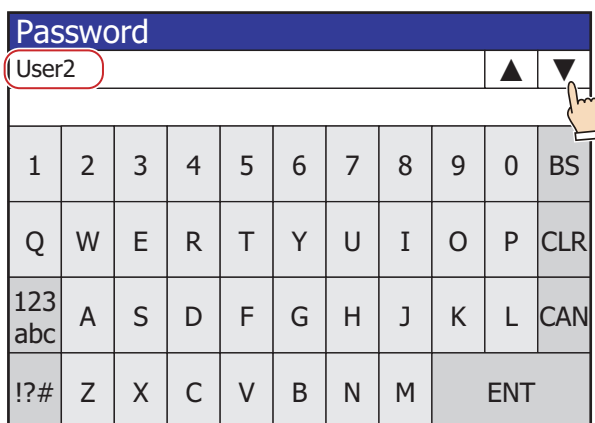 Password
User2 ▲ ▼
1 2 3 4 5 6 7 8 9 0 BS
Q W E R T Y U I O P CLR
123 abc A S D F G H J K L CAN
!?# Z X C V B N M ENT